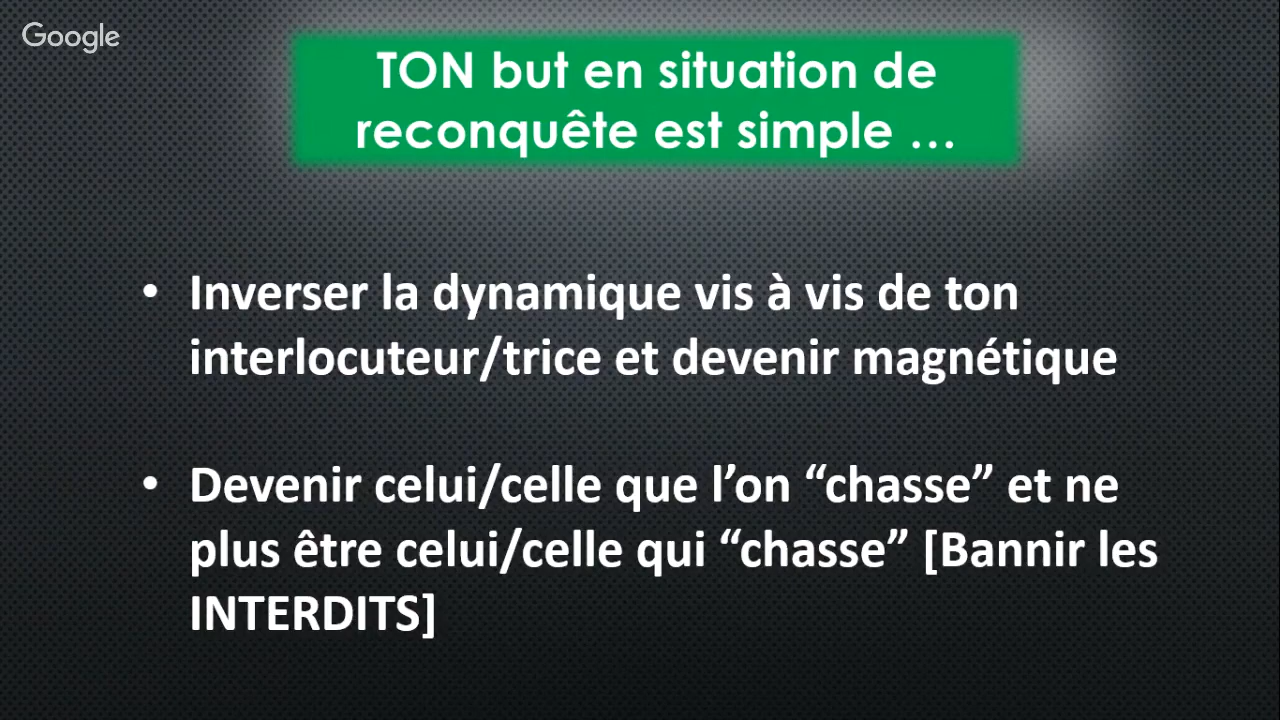 Google
TON but en situation de
reconquête est simple …
• Inverser la dynamique vis à vis de ton
interlocuteur/trice et devenir magnétique
• Devenir celui/celle que l’on “chasse” et ne
plus être celui/celle qui “chasse” [Bannir les
INTERDITS]